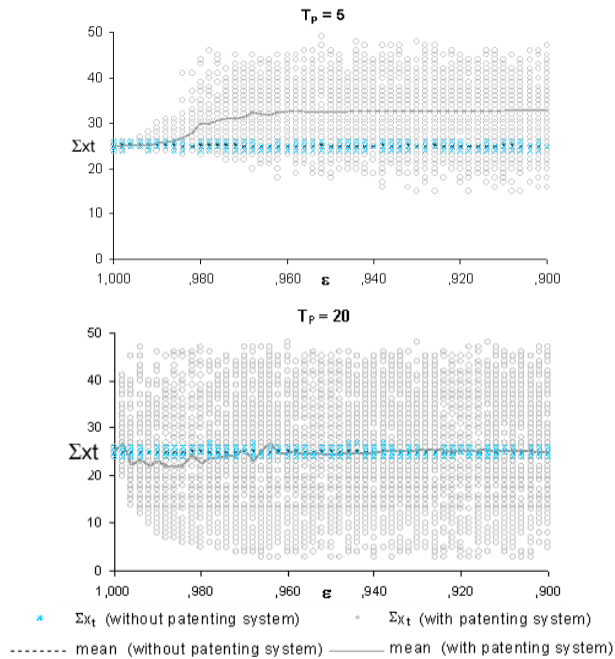 T_P = 5
50
40
30
Σxt
20
10
0
1,000 ,980 ,960 ε ,940 ,920 ,900
T_P = 20
50
40
30
Σxt
20
10
0
1,000 ,980 ,960 ε ,940 ,920 ,900
Σx_t (without patenting system) Σx_t (with patenting system)
mean (without patenting system) mean (with patenting system)